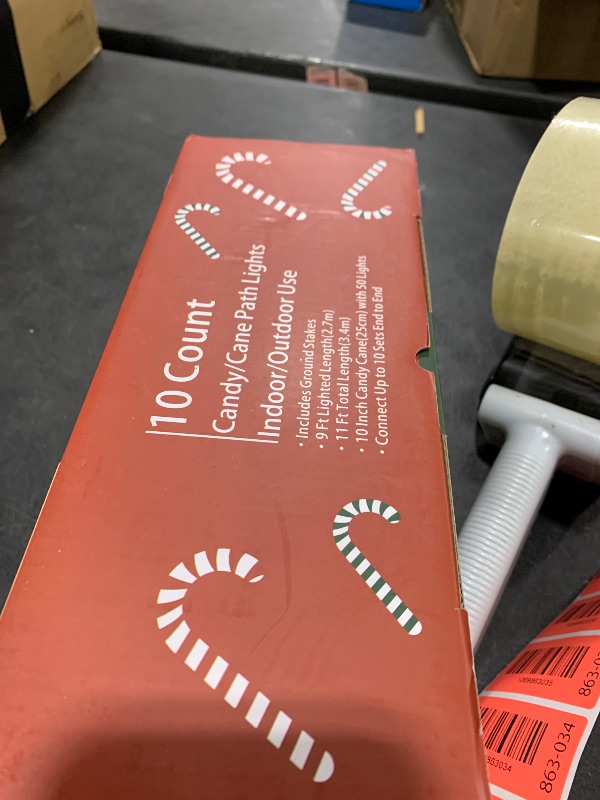 10 Count
Candy/Cane Path Lights
Indoor/Outdoor Use
· Includes Ground Stakes
· 9 Ft Lighted Length(2.7m)
· 11 Ft Total Length(3.4m)
· 10 Inch Candy Cane(25cm) with 50 Lights
· Connect Up to 10 Sets End to End
863-034